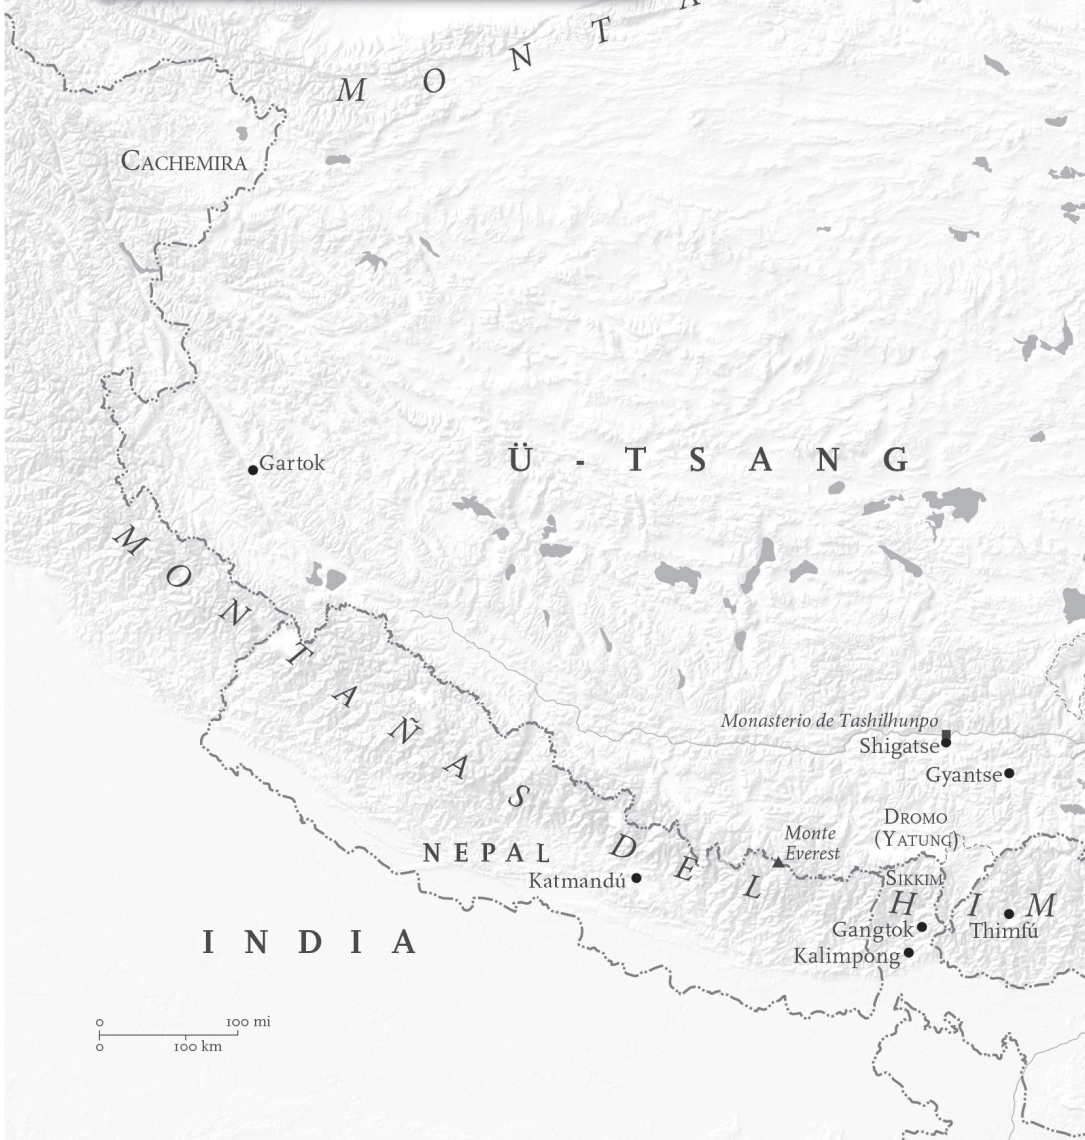 M O N T A
CACHEMIRA
Ü - T S A N G
Gartok
M O N T A Ñ A S D E L H I M
Monasterio de Tashilhunpo
Shigatse
Gyantse
DROMO
(YATUNG)
Monte
Everest
NEPAL
Katmandú
SIKKIM
Gangtok
Thimfú
Kalimpong
I N D I A
0 100 mi
0 100 km